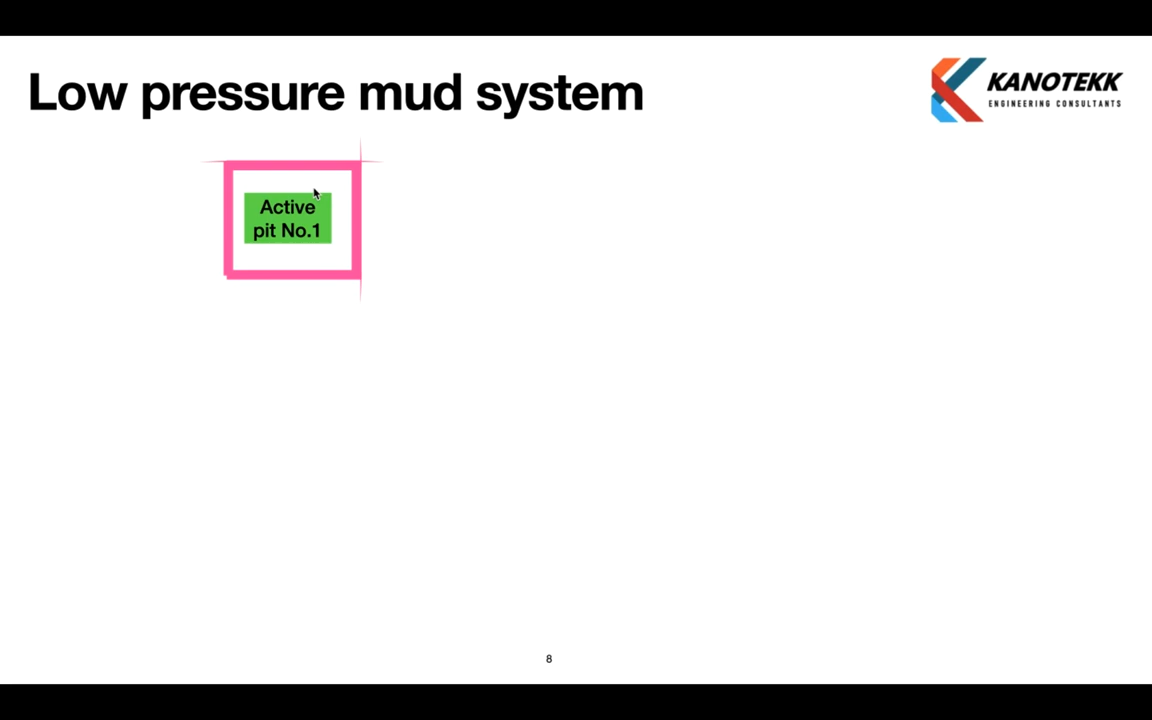 Low pressure mud system
KANOTEKK
ENGINEERING CONSULTANTS
Active
pit No.1
8